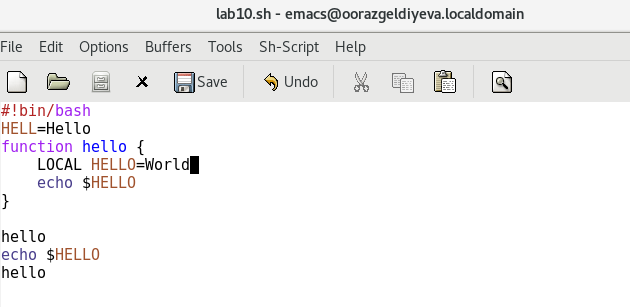 lab10.sh - emacs@oorazgeldiyeva.localdomain
File Edit Options Buffers Tools Sh-Script Help
Save Undo
#!bin/bash
HELL=Hello
function hello {
    LOCAL HELLO=World
    echo $HELLO
}
hello
echo $HELLO
hello